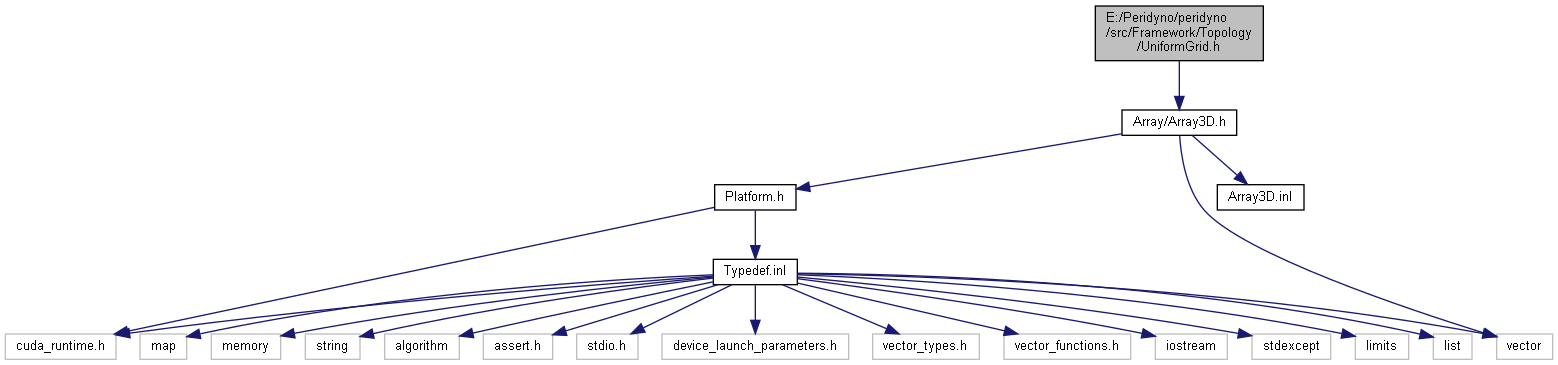 E:/Peridyno/peridyno
/src/Framework/Topology
/UniformGrid.h
Array/Array3D.h
Platform.h
Array3D.inl
Typedef.inl
cuda_runtime.h
map
memory
string
algorithm
assert.h
stdio.h
device_launch_parameters.h
vector_types.h
vector_functions.h
iostream
stdexcept
limits
list
vector